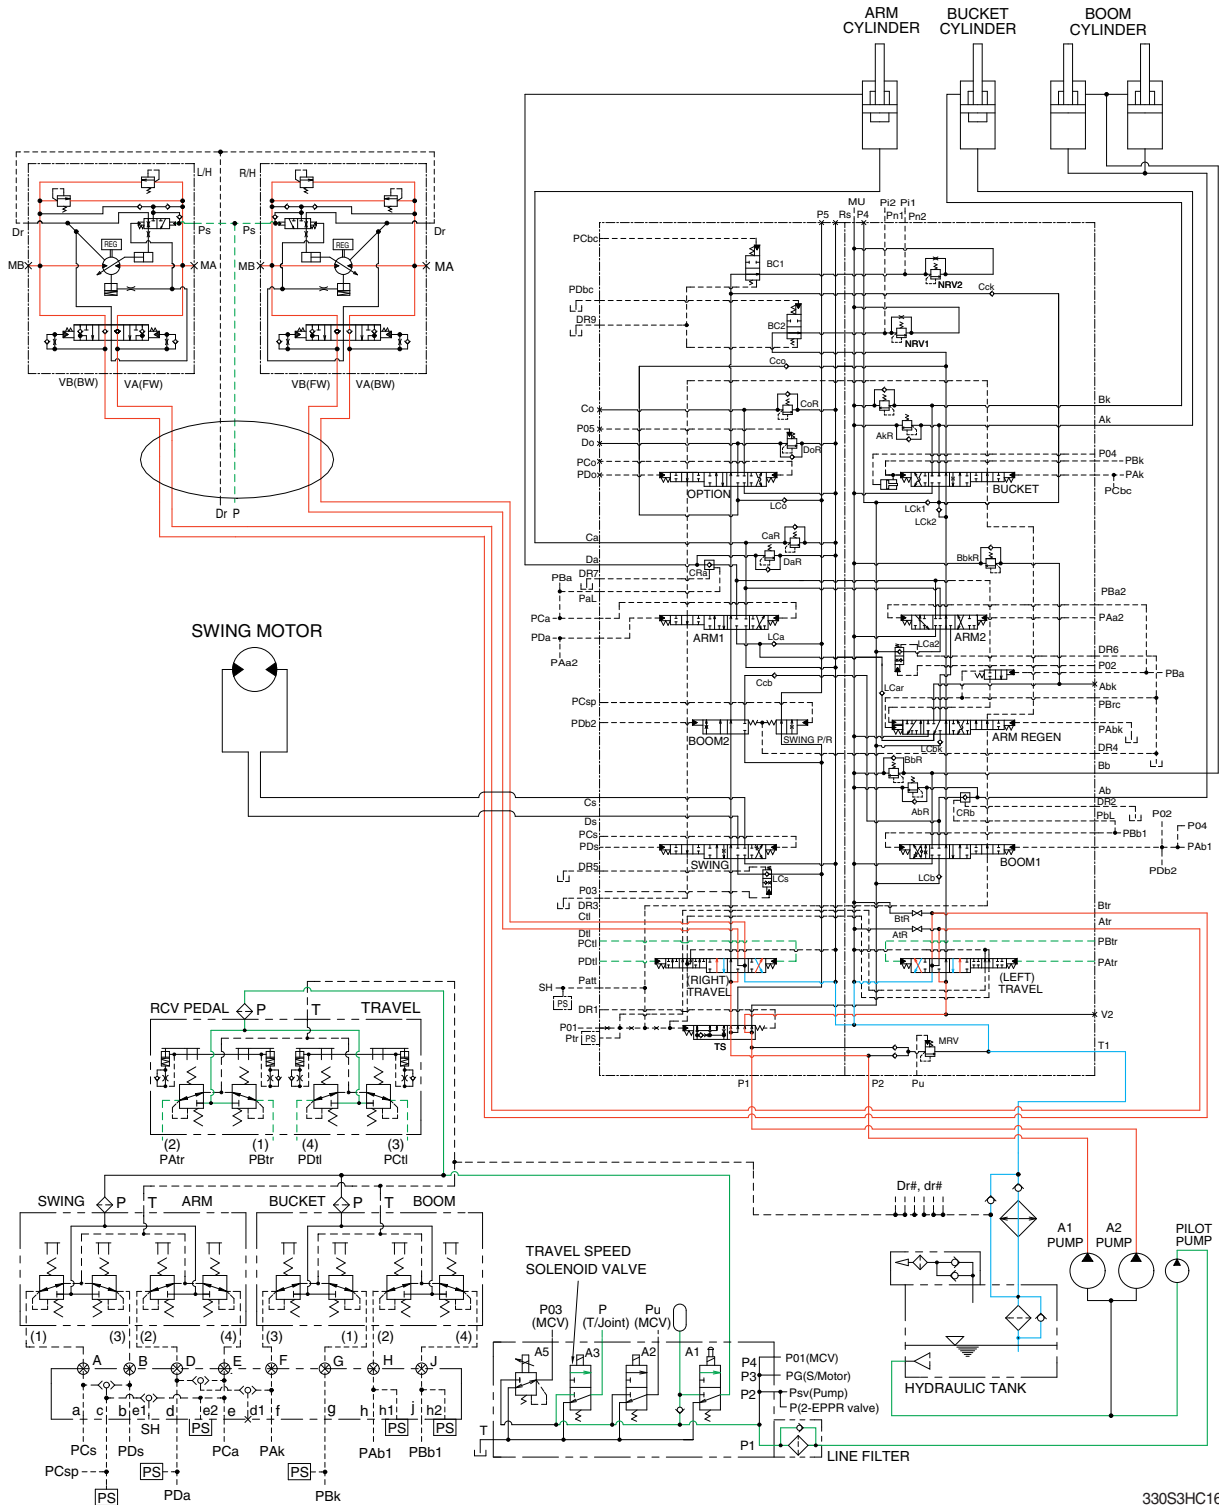 ARM
CYLINDER
BUCKET
CYLINDER
BOOM
CYLINDER
L/H
R/H
Dr
Ps
Ps
Dr
REG
REG
MB
MA
MB
MA
VB(BW)
VA(FW)
VB(FW)
VA(BW)
Dr P
MU
P5 Rs P4
Pi2 Pi1
Pn1 Pn2
PCbc
BC1
NRV2
Cck
PDbc
DR9
BC2
NRV1
Cco
Co
CoR
Bk
P05
AkR
Ak
Do
DoR
PCo
P04
PBk
PDo
PAk
OPTION
BUCKET
PCbc
LCo
LCk1
LCk2
Ca
CaR
Da
DaR
BbkR
CRa
DR7
PBa
PaL
PBa2
PCa
PAa2
PDa
ARM1
ARM2
PAa2
LCa
LCa2
DR6
P02
PBa
Ccb
LCar
Abk
PCsp
PBrc
PDb2
PAbk
BOOM2
SWING P/R
ARM REGEN
LCbk
DR4
SWING MOTOR
BbR
Bb
AbR
CRb
Ab
DR2
Cs
PbL
P02
Ds
P04
PCs
PBb1
PDs
PAb1
SWING
BOOM1
PDb2
DR5
LCs
LCb
P03
DR3
Ctl
BtR
Btr
AtR
Atr
Dtl
PCtl
PBtr
PDtl
PAtr
(RIGHT)
TRAVEL
(LEFT)
TRAVEL
Patt
SH
PS
DR1
P01
Ptr PS
TS
V2
MRV
T1
P1
P2
Pu
RCV PEDAL
P
T
TRAVEL
(2)
(1)
(4)
(3)
PAtr
PBtr
PDtl
PCtl
SWING
P
T
ARM
BUCKET
P
T
BOOM
(1)
(3)
(2)
(4)
(3)
(1)
(2)
(4)
A
B
D
E
F
G
H
J
a
c
b
e1
d
e2
e
d1
f
g
h
h1
j
h2
SH
PS
PS
PS
PCs
PDs
PCa
PAk
PAb1
PBb1
PCsp
PS
PS
PS
PDa
PBk
Dr#, dr#
A1
PUMP
A2
PUMP
PILOT
PUMP
HYDRAULIC TANK
TRAVEL SPEED
SOLENOID VALVE
P03
(MCV)
P
(T/Joint)
Pu
(MCV)
A5
A3
A2
A1
P4
P01(MCV)
P3
PG(S/Motor)
P2
Psv(Pump)
P(2-EPPR valve)
T
P1
LINE FILTER
330S3HC16